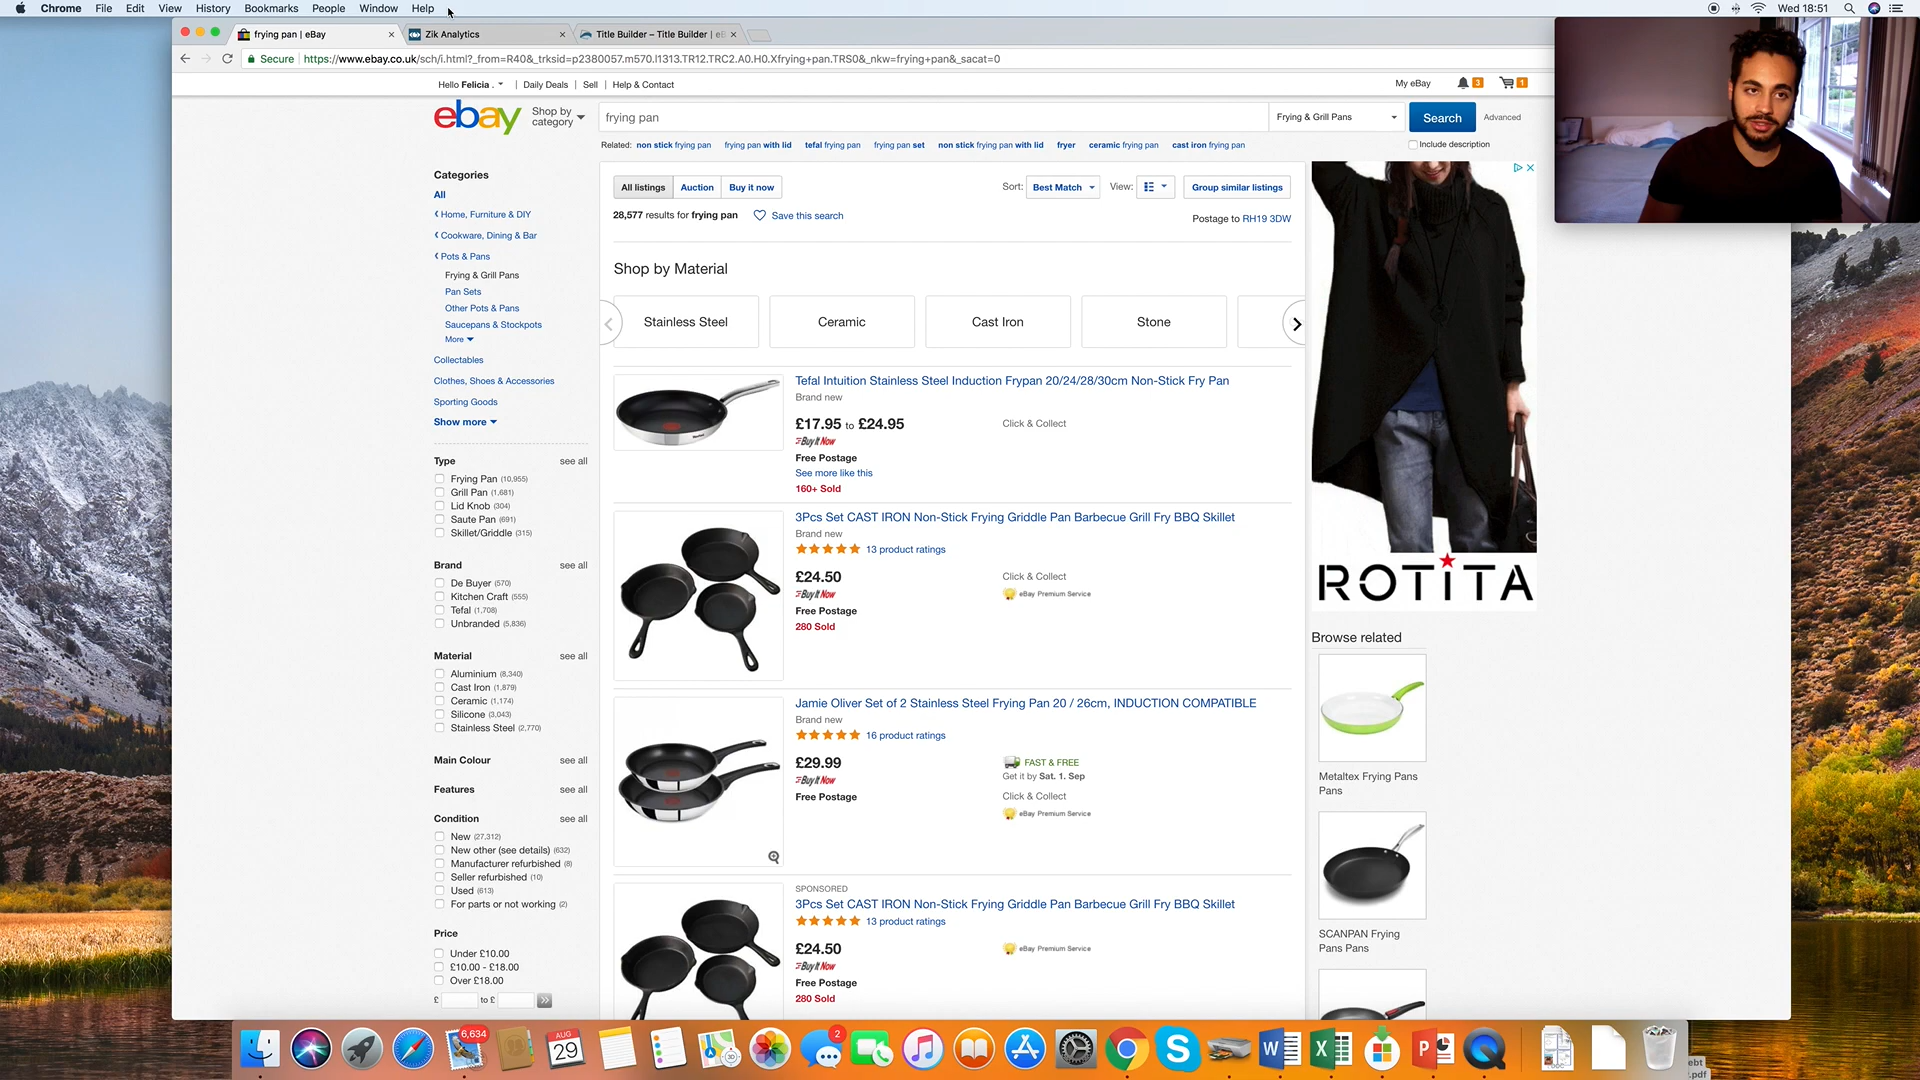 Chrome File Edit View History Bookmarks People Window Help
Wed 18:51
frying pan | eBay
Zik Analytics
Title Builder – Title Builder | eB
Secure https://www.ebay.co.uk/sch/i.html?_from=R40&_trksid=p2380057.m570.l1313.TR12.TRC2.A0.H0.Xfrying+pan.TRS0&_nkw=frying+pan&_sacat=0
Hello Felicia . Daily Deals Sell Help & Contact
My eBay 3 1
ebay
Shop by category
frying pan
Frying & Grill Pans
Search
Advanced
Related: non stick frying pan frying pan with lid tefal frying pan frying pan set non stick frying pan with lid fryer ceramic frying pan cast iron frying pan
Include description
Categories
All
Home, Furniture & DIY
Cookware, Dining & Bar
Pots & Pans
Frying & Grill Pans
Pan Sets
Other Pots & Pans
Saucepans & Stockpots
More
Collectables
Clothes, Shoes & Accessories
Sporting Goods
Show more
Type see all
Frying Pan (10,955)
Grill Pan (1,681)
Lid Knob (304)
Saute Pan (691)
Skillet/Griddle (315)
Brand see all
De Buyer (570)
Kitchen Craft (555)
Tefal (1,708)
Unbranded (5,836)
Material see all
Aluminium (8,340)
Cast Iron (1,879)
Ceramic (1,174)
Silicone (3,043)
Stainless Steel (2,770)
Main Colour see all
Features see all
Condition see all
New (27,312)
New other (see details) (632)
Manufacturer refurbished (8)
Seller refurbished (10)
Used (613)
For parts or not working (2)
Price
Under £10.00
£10.00 - £18.00
Over £18.00
£ to £
All listings Auction Buy it now
Sort: Best Match View: Group similar listings
28,577 results for frying pan Save this search
Postage to RH19 3DW
Shop by Material
Stainless Steel Ceramic Cast Iron Stone
Tefal Intuition Stainless Steel Induction Frypan 20/24/28/30cm Non-Stick Fry Pan
Brand new
£17.95 to £24.95 Click & Collect
Buy It Now
Free Postage
See more like this
160+ Sold
3Pcs Set CAST IRON Non-Stick Frying Griddle Pan Barbecue Grill Fry BBQ Skillet
Brand new
13 product ratings
£24.50 Click & Collect
Buy It Now eBay Premium Service
Free Postage
280 Sold
Jamie Oliver Set of 2 Stainless Steel Frying Pan 20 / 26cm, INDUCTION COMPATIBLE
Brand new
16 product ratings
£29.99 FAST & FREE
Buy It Now Get it by Sat. 1. Sep
Free Postage Click & Collect
eBay Premium Service
SPONSORED
3Pcs Set CAST IRON Non-Stick Frying Griddle Pan Barbecue Grill Fry BBQ Skillet
13 product ratings
£24.50 eBay Premium Service
Buy It Now
Free Postage
280 Sold
ROTITA
Browse related
Metaltex Frying Pans
Pans
SCANPAN Frying
Pans Pans
6,634
AUG
29
2
W X P
ebt
.pdf